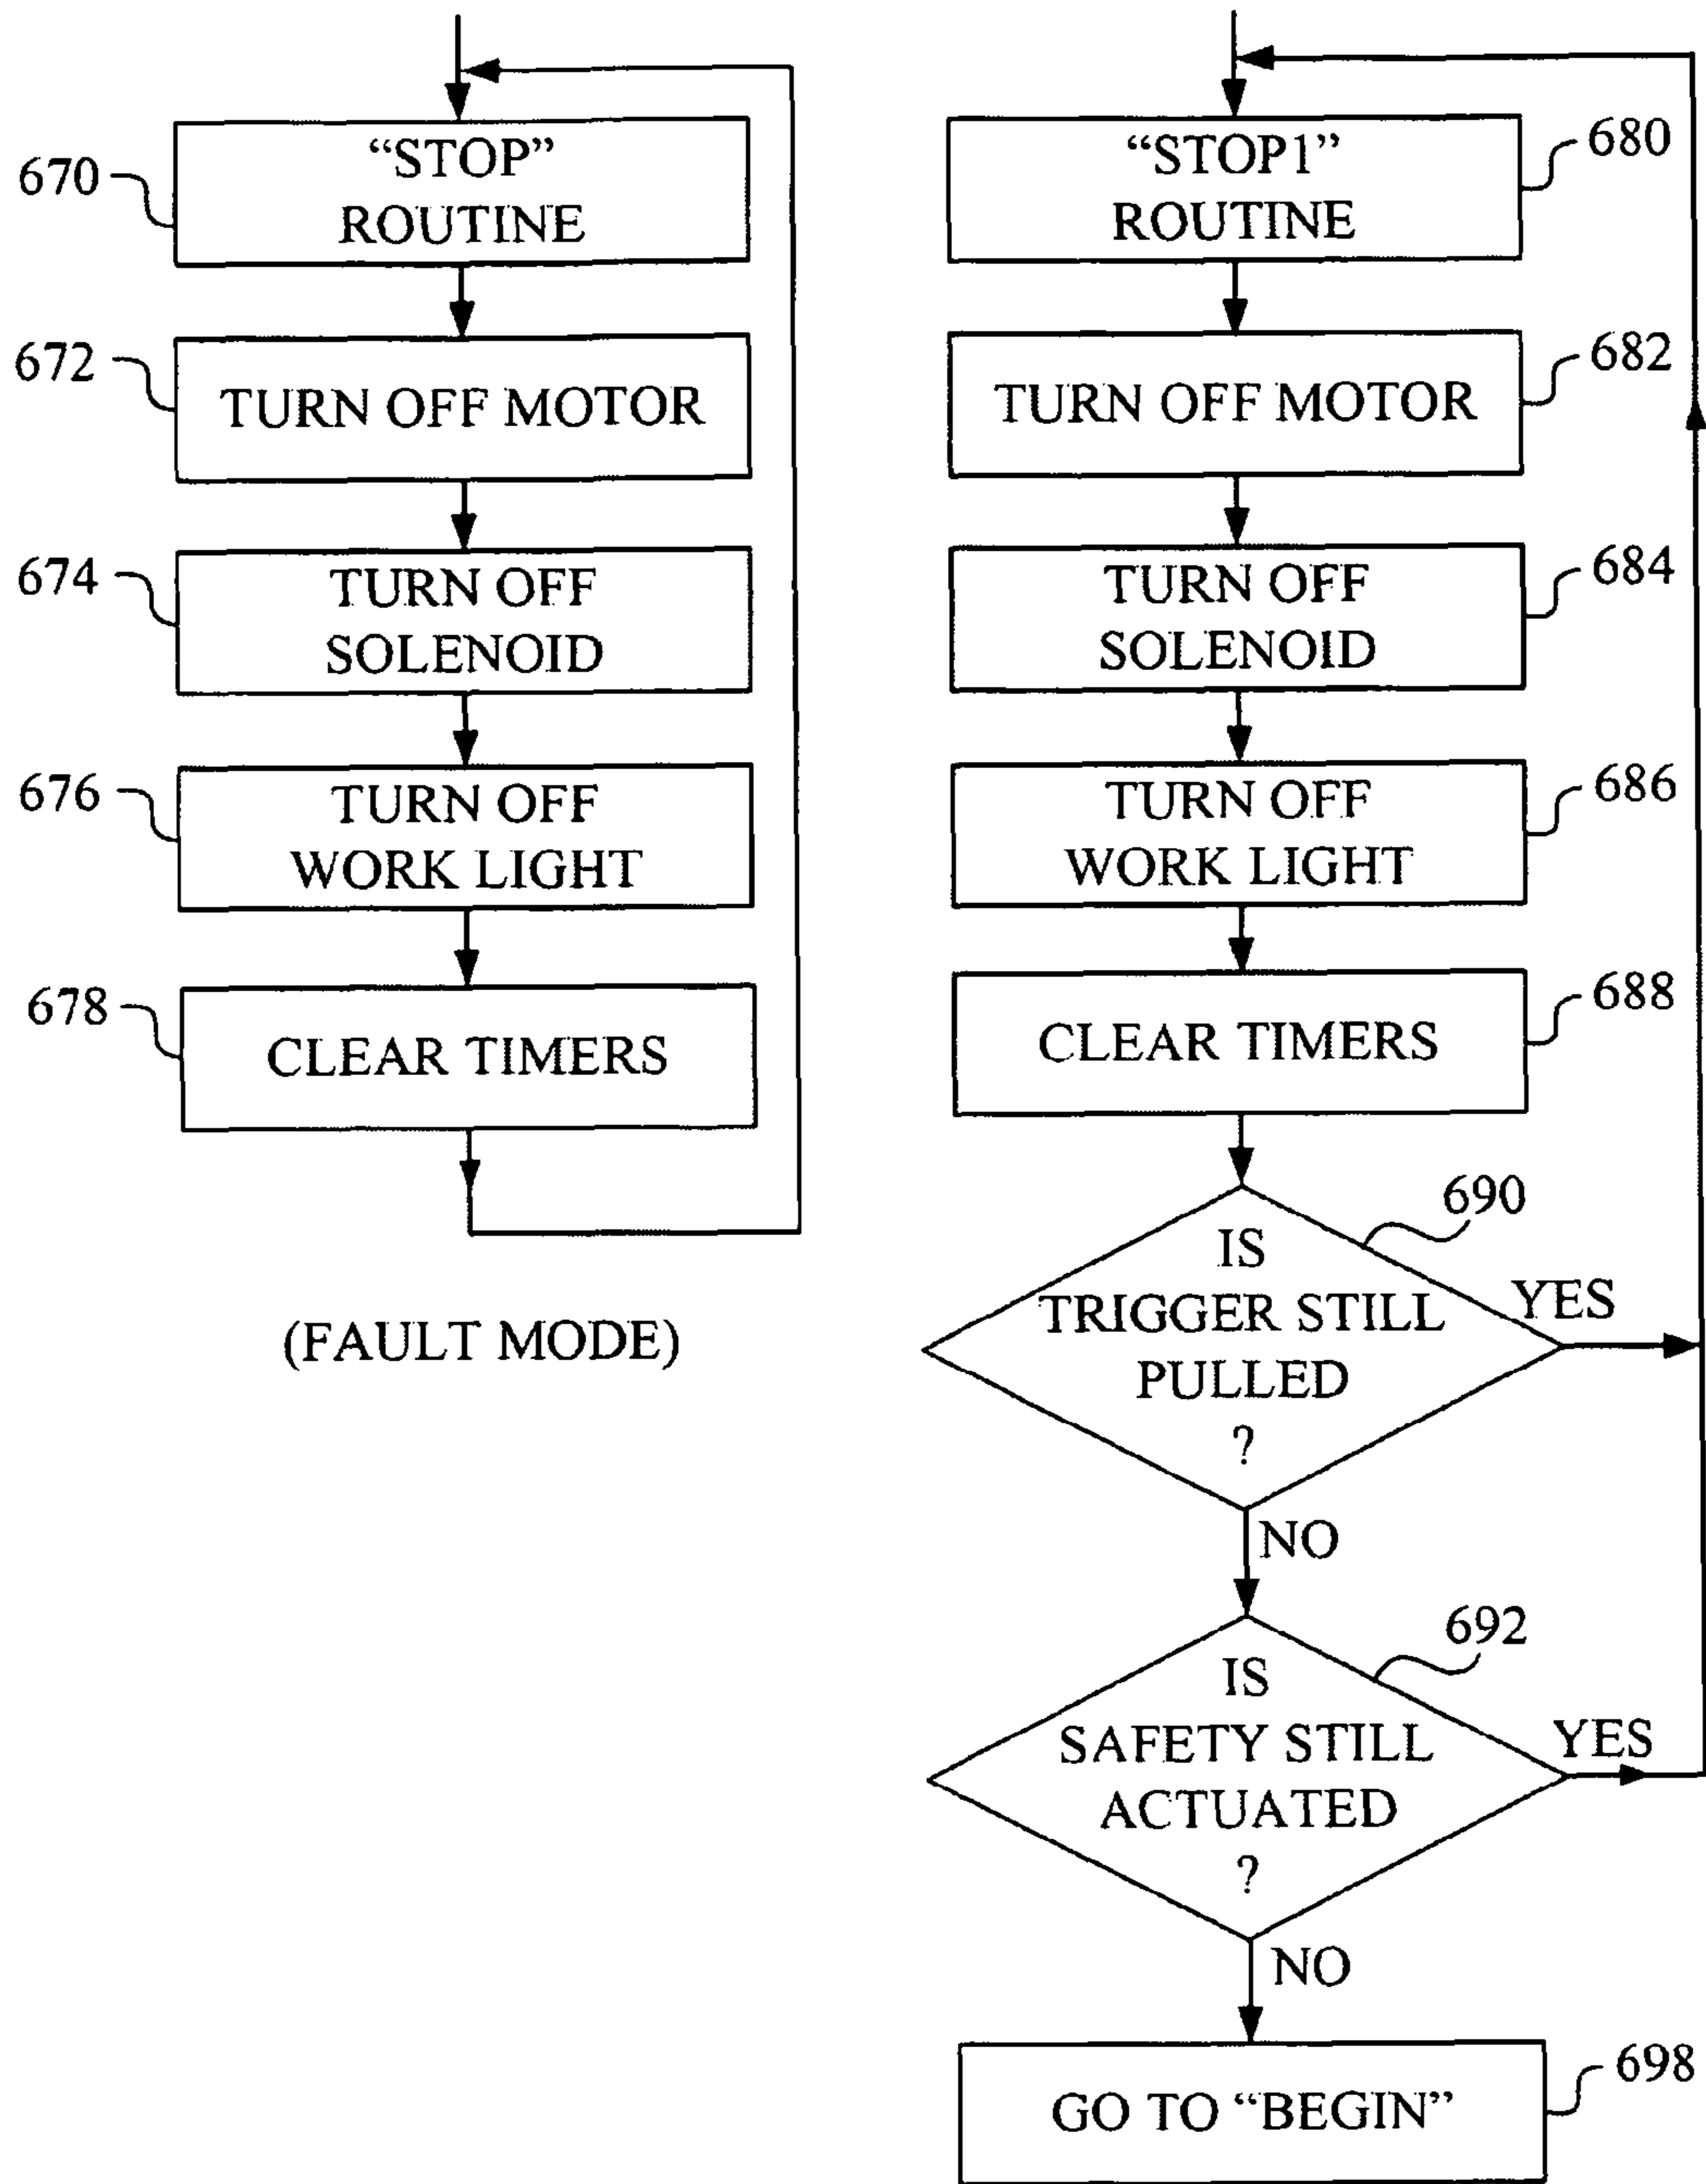 670
“STOP”
ROUTINE
672
TURN OFF MOTOR
674
TURN OFF
SOLENOID
676
TURN OFF
WORK LIGHT
678
CLEAR TIMERS
(FAULT MODE)
“STOP1”
ROUTINE
680
TURN OFF MOTOR
682
TURN OFF
SOLENOID
684
TURN OFF
WORK LIGHT
686
CLEAR TIMERS
688
IS
TRIGGER STILL
PULLED
?
690
YES
NO
IS
SAFETY STILL
ACTUATED
?
692
YES
NO
GO TO “BEGIN”
698